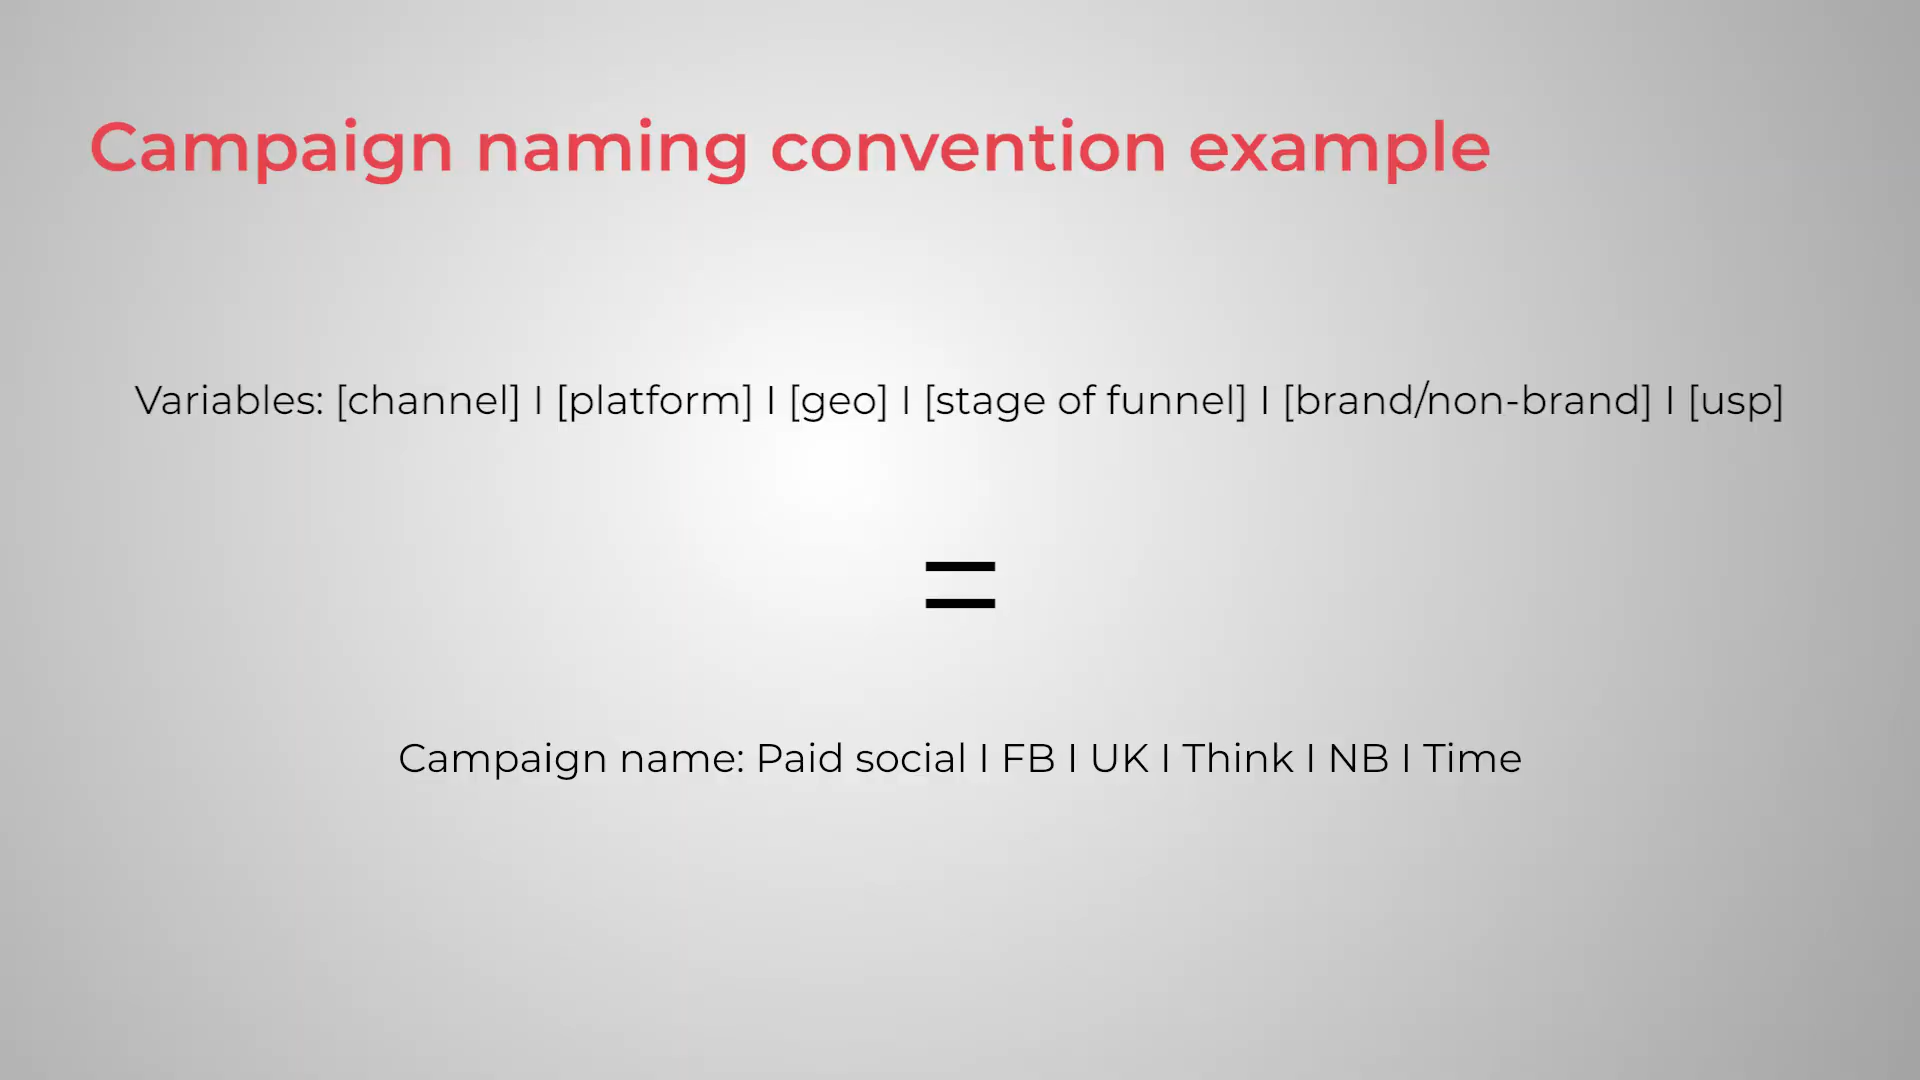 Campaign naming convention example
Variables: [channel] I [platform] I [geo] I [stage of funnel] I [brand/non-brand] I [usp]
=
Campaign name: Paid social I FB I UK I Think I NB I Time